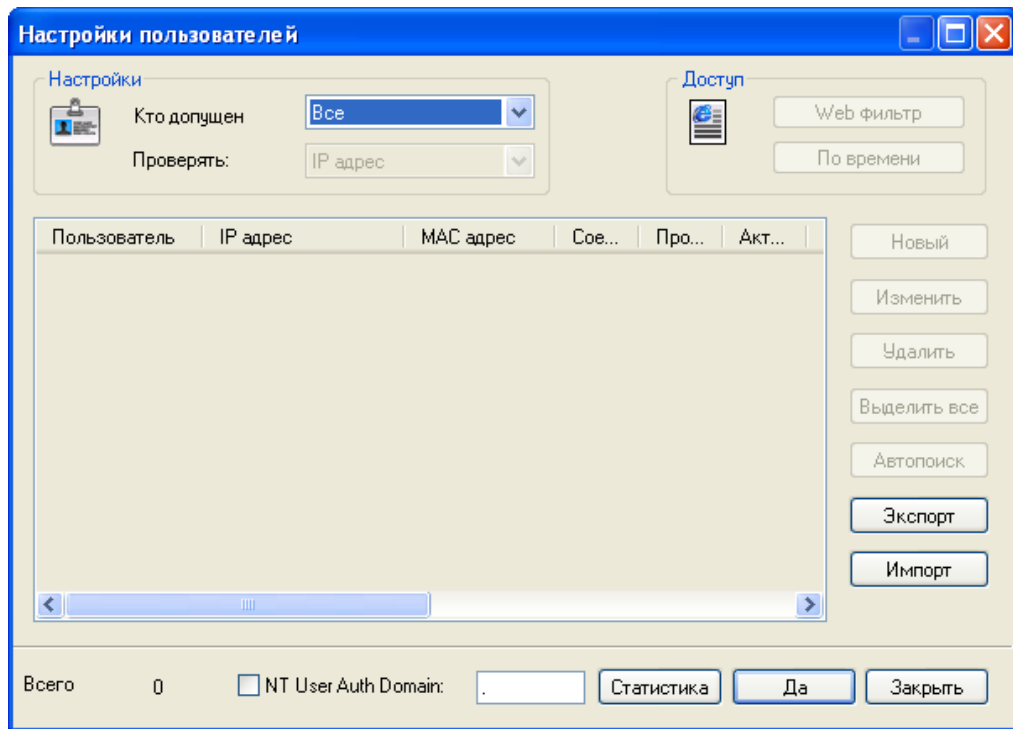 Настройки пользователей
Настройки
Кто допущен
Все
Проверять:
IP адрес
Доступ
Web фильтр
По времени
Пользователь IP адрес MAC адрес Сое... Про... Акт...
Новый
Изменить
Удалить
Выделить все
Автопоиск
Экспорт
Импорт
Всего 0 NT User Auth Domain: . Статистика Да Закрыть